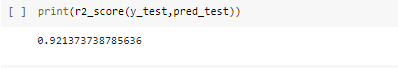 [ ] print(r2_score(y_test,pred_test))
0.921373738785636